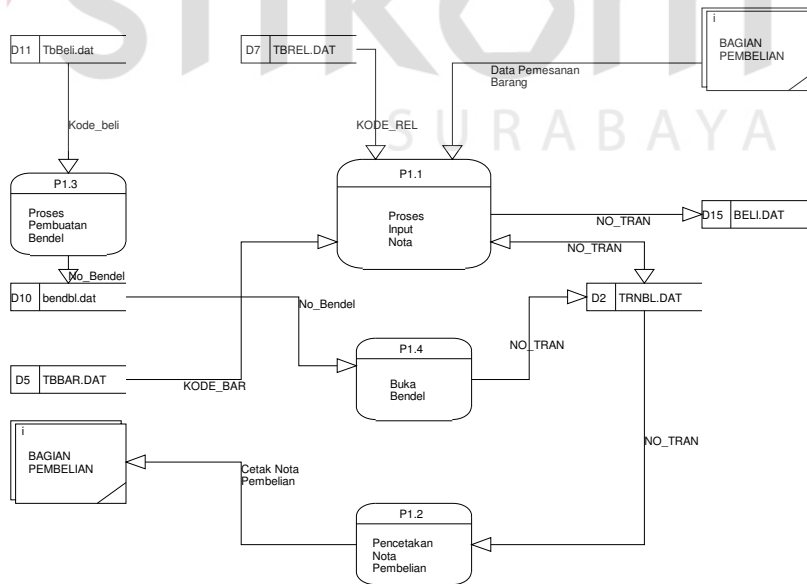 stikom
SURABAYA
D11 TbBeli.dat
D7 TBREL.DAT
i
BAGIAN
PEMBELIAN
Data Pemesanan
Barang
Kode_beli
KODE_REL
P1.3
Proses
Pembuatan
Bendel
P1.1
Proses
Input
Nota
NO_TRAN
D15 BELI.DAT
NO_TRAN
No_Bendel
D10 bendbl.dat
No_Bendel
D2 TRNBL.DAT
P1.4
Buka
Bendel
NO_TRAN
D5 TBBAR.DAT
KODE_BAR
i
BAGIAN
PEMBELIAN
NO_TRAN
Cetak Nota
Pembelian
P1.2
Pencetakan
Nota
Pembelian